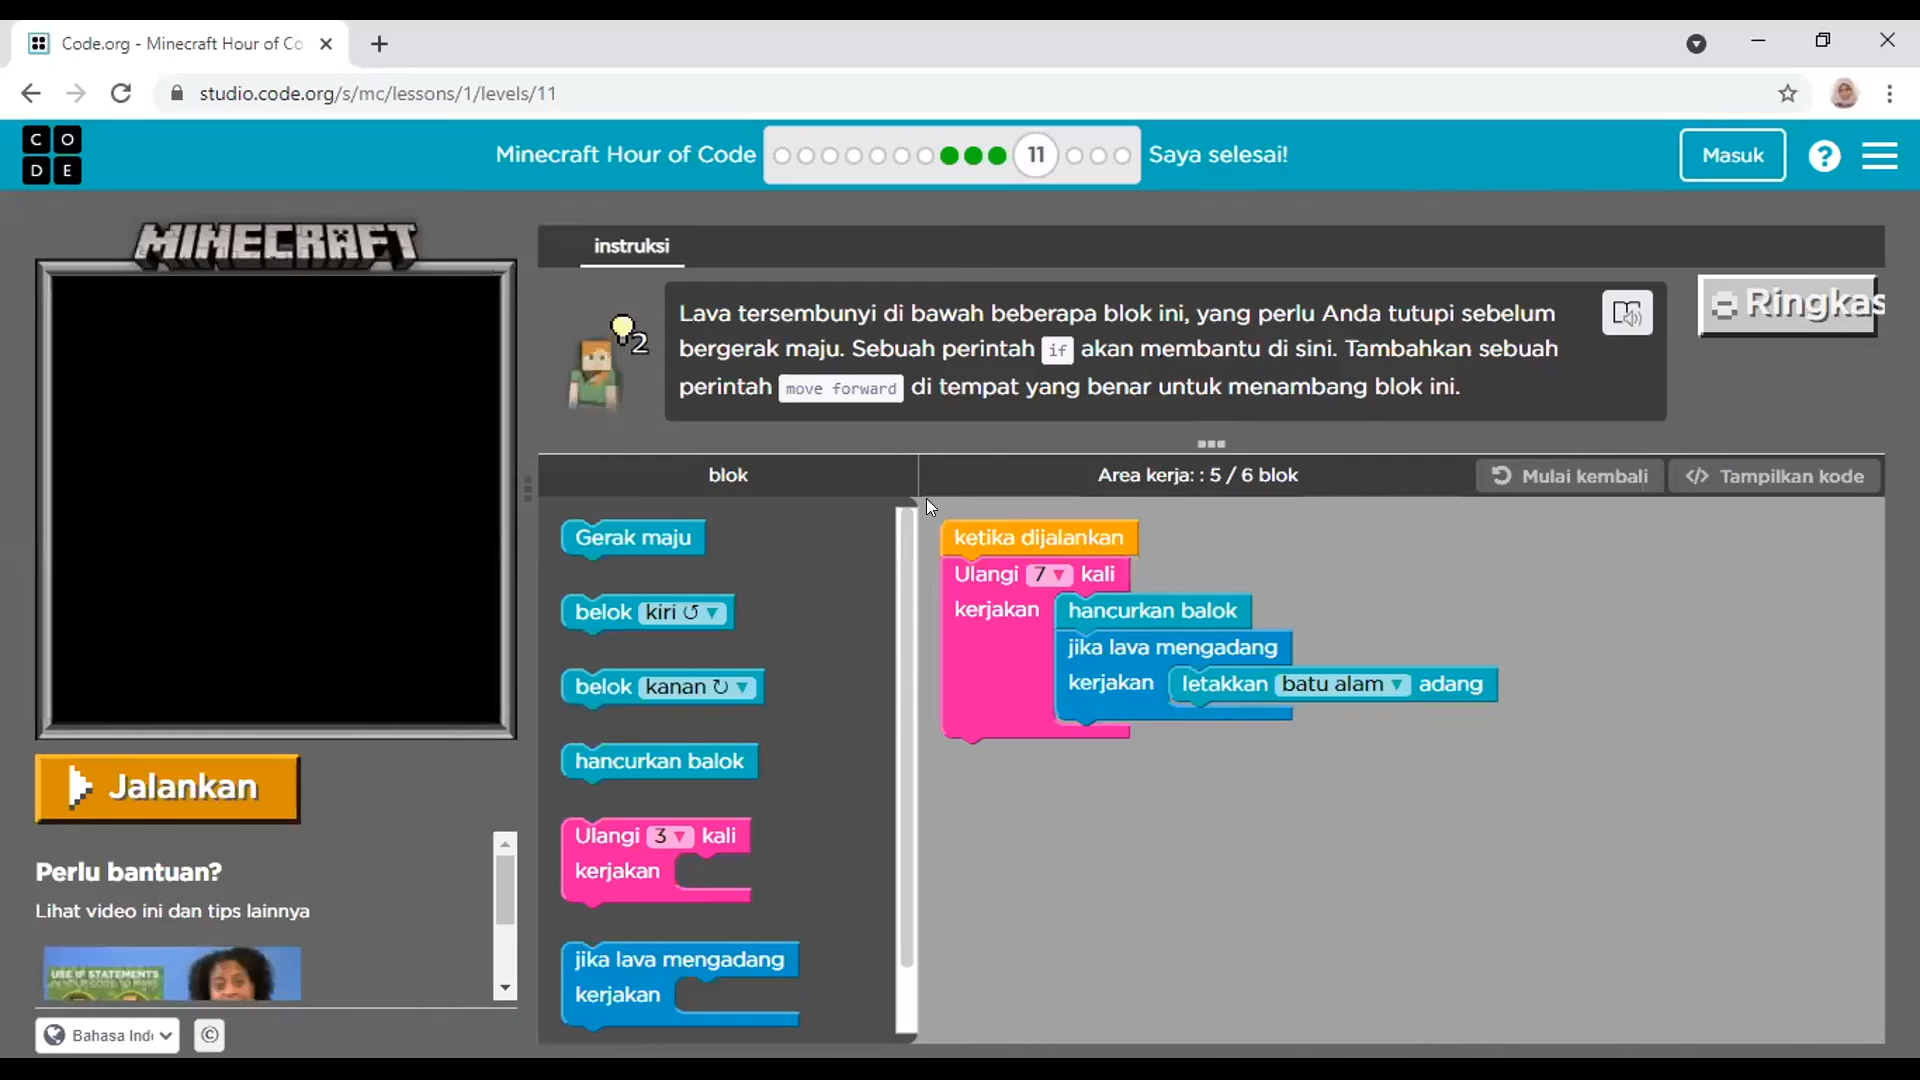 Code.org - Minecraft Hour of Co
studio.code.org/s/mc/lessons/1/levels/11
C O
D E
Minecraft Hour of Code
11
Saya selesai!
Masuk
?
MINECRAFT
instruksi
2
Lava tersembunyi di bawah beberapa blok ini, yang perlu Anda tutupi sebelum
bergerak maju. Sebuah perintah if akan membantu di sini. Tambahkan sebuah
perintah move forward di tempat yang benar untuk menambang blok ini.
Ringkas
blok
Area kerja: : 5 / 6 blok
Mulai kembali
</> Tampilkan kode
Gerak maju
belok kiri ↺ ▼
belok kanan ↻ ▼
hancurkan balok
Ulangi 3 ▼ kali
kerjakan
jika lava mengadang
kerjakan
ketika dijalankan
Ulangi 7 ▼ kali
kerjakan
hancurkan balok
jika lava mengadang
kerjakan
letakkan batu alam ▼ adang
Jalankan
Perlu bantuan?
Lihat video ini dan tips lainnya
USE IF STATEMENTS
Bahasa Ind
©